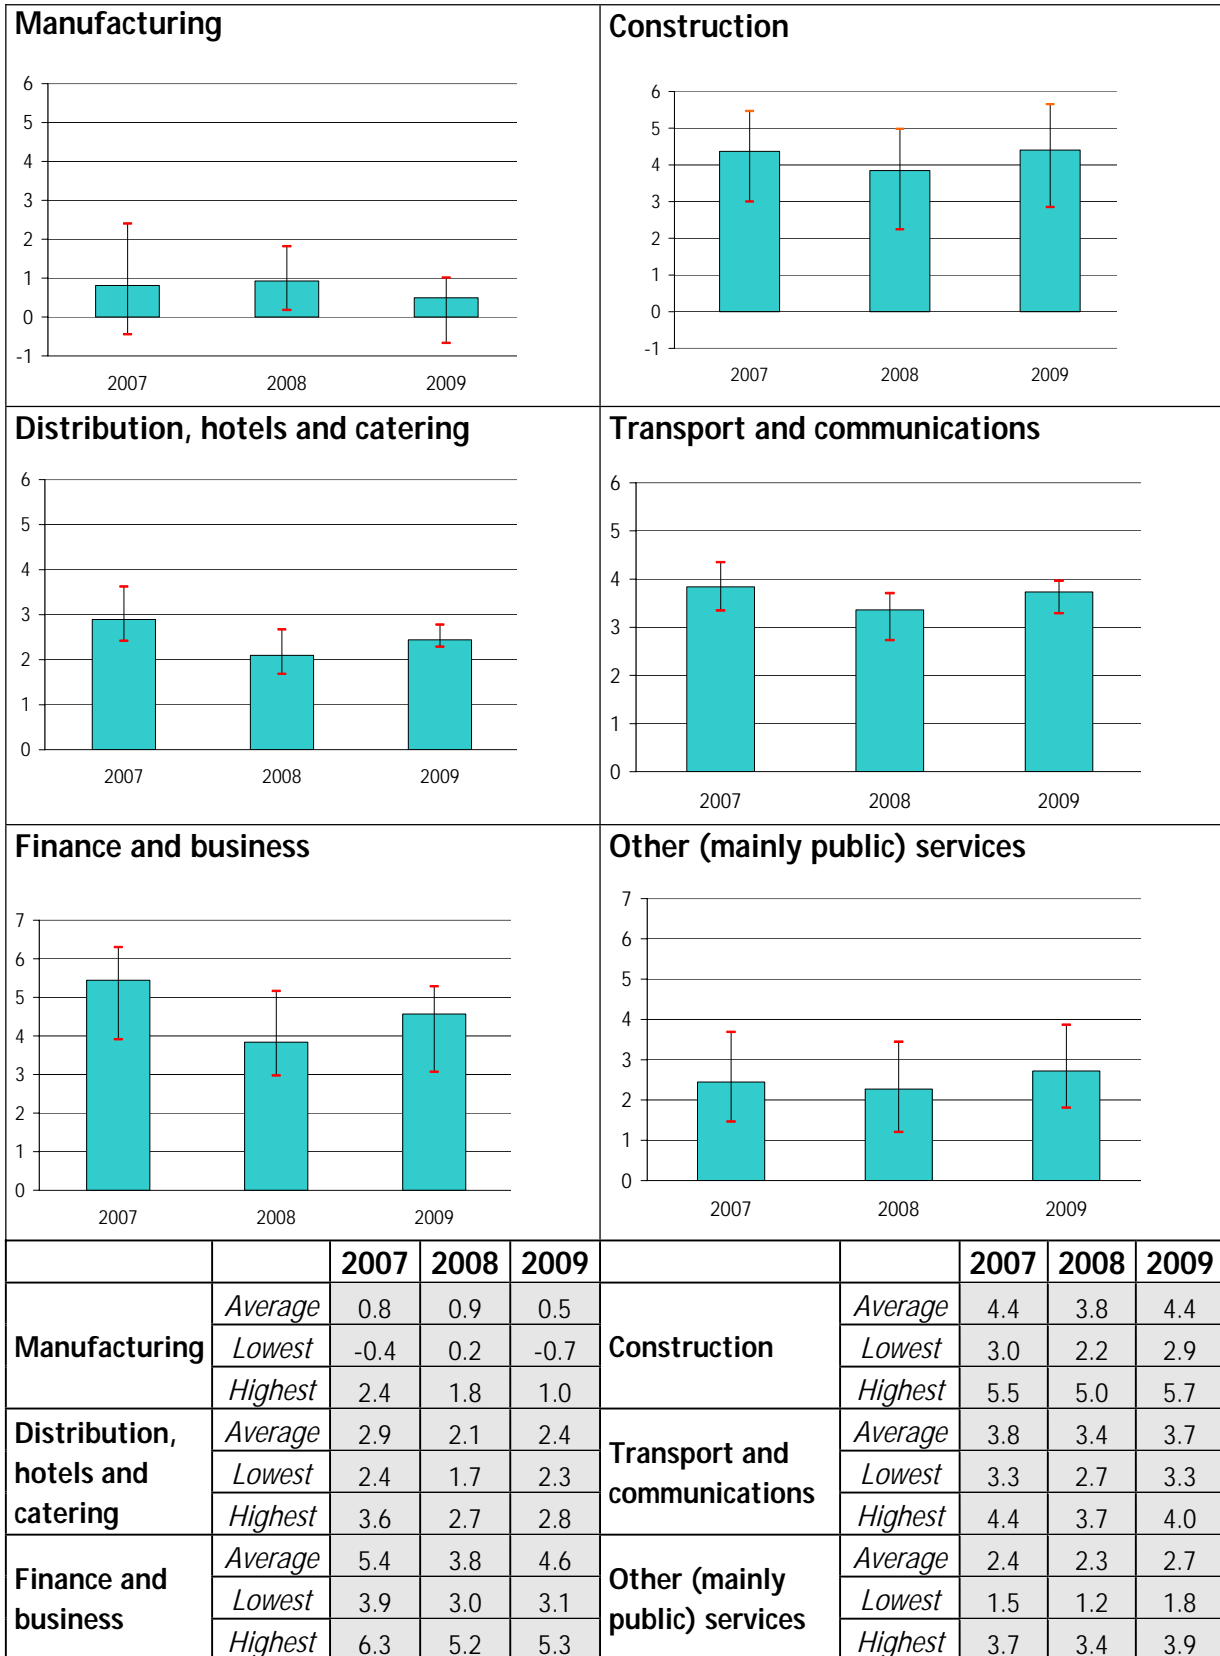 Manufacturing
6
5
4
3
2
1
0
-1
2007 2008 2009
Construction
6
5
4
3
2
1
0
-1
2007 2008 2009
Distribution, hotels and catering
6
5
4
3
2
1
0
2007 2008 2009
Transport and communications
6
5
4
3
2
1
0
2007 2008 2009
Finance and business
7
6
5
4
3
2
1
0
2007 2008 2009
Other (mainly public) services
7
6
5
4
3
2
1
0
2007 2008 2009
2007 2008 2009 2007 2008 2009
Manufacturing
Average 0.8 0.9 0.5
Lowest -0.4 0.2 -0.7
Highest 2.4 1.8 1.0
Construction
Average 4.4 3.8 4.4
Lowest 3.0 2.2 2.9
Highest 5.5 5.0 5.7
Distribution,
hotels and
catering
Average 2.9 2.1 2.4
Lowest 2.4 1.7 2.3
Highest 3.6 2.7 2.8
Transport and
communications
Average 3.8 3.4 3.7
Lowest 3.3 2.7 3.3
Highest 4.4 3.7 4.0
Finance and
business
Average 5.4 3.8 4.6
Lowest 3.9 3.0 3.1
Highest 6.3 5.2 5.3
Other (mainly
public) services
Average 2.4 2.3 2.7
Lowest 1.5 1.2 1.8
Highest 3.7 3.4 3.9